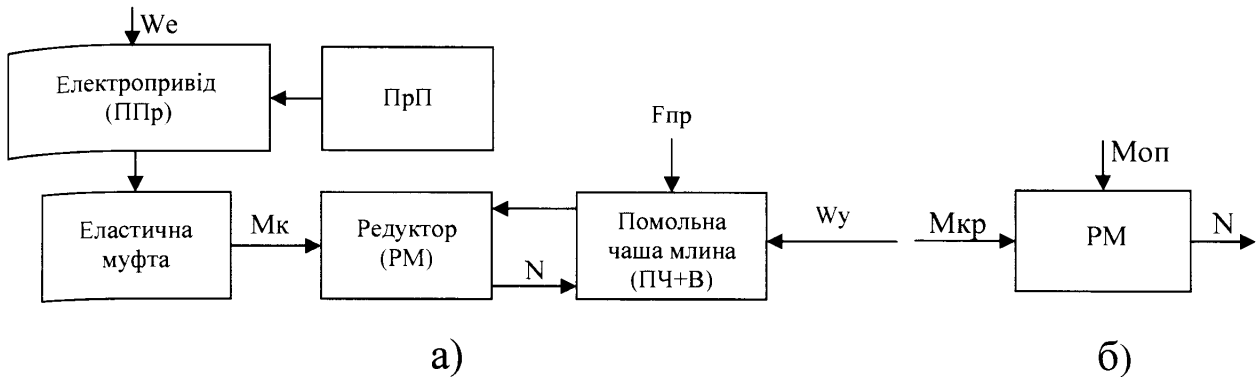 We
Електропривід
(ППр)
ПрП
Fпр
Моп
Еластична
муфта
Мк
Редуктор
(РМ)
N
Помольна
чаша млина
(ПЧ+В)
Wy
Мкр
РМ
N
а)
б)